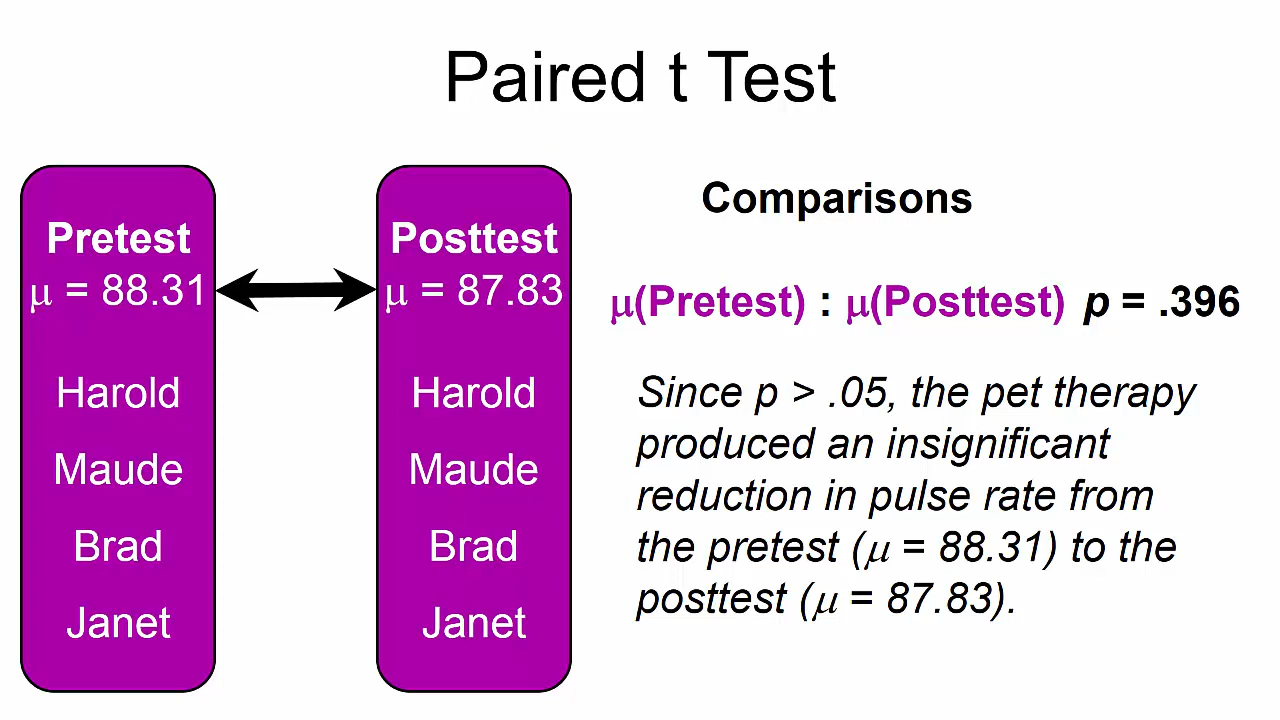 Paired t Test
Pretest
μ = 88.31
Harold
Maude
Brad
Janet
Posttest
μ = 87.83
Harold
Maude
Brad
Janet
Comparisons
μ(Pretest) : μ(Posttest) p = .396
Since p > .05, the pet therapy
produced an insignificant
reduction in pulse rate from
the pretest (μ = 88.31) to the
posttest (μ = 87.83).